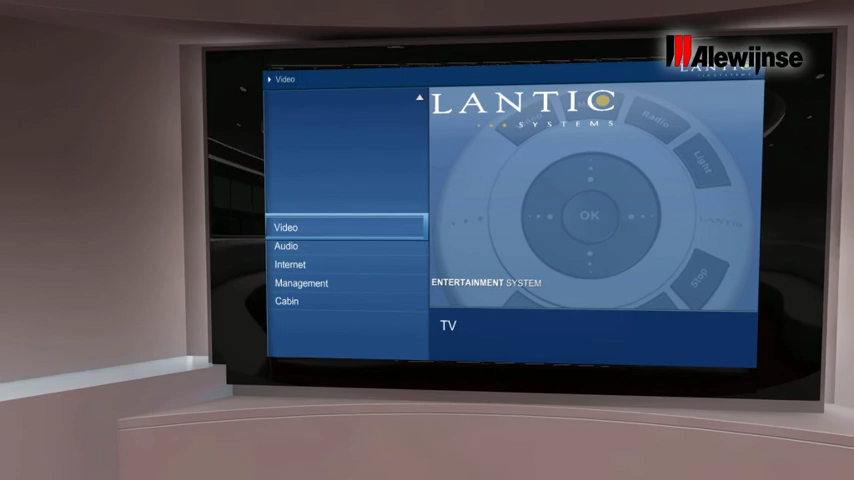 Alewijnse
Video
LANTIC
SYSTEMS
Radio
Light
OK
LANTIC
Stop
Video
Audio
Internet
Management
Cabin
ENTERTAINMENT SYSTEM
TV